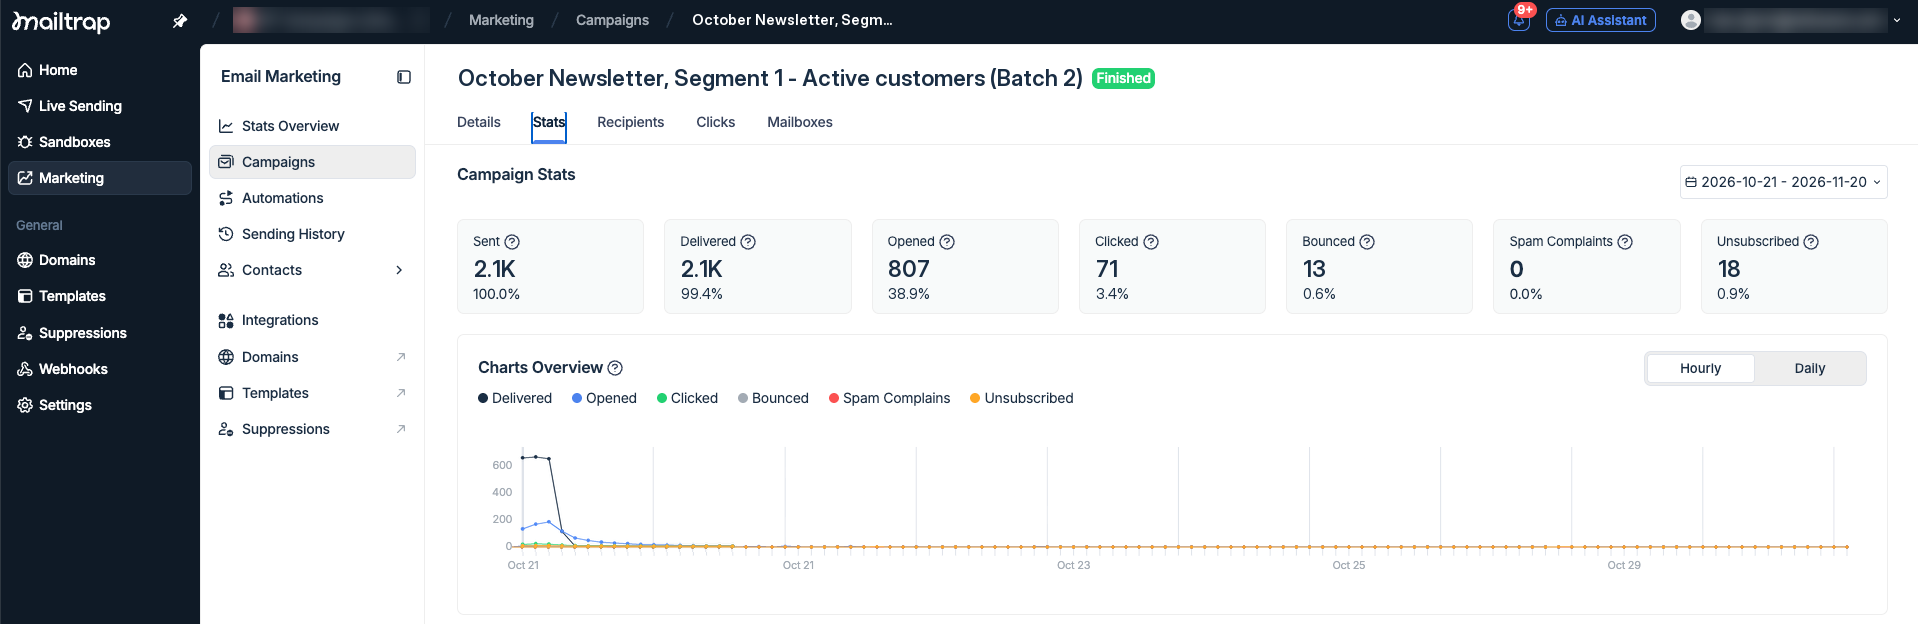 mailtrap / / Marketing / Campaigns / October Newsletter, Segm... 9+ AI Assistant
Home
Live Sending
Sandboxes
Marketing
General
Domains
Templates
Suppressions
Webhooks
Settings
Email Marketing
Stats Overview
Campaigns
Automations
Sending History
Contacts
Integrations
Domains
Templates
Suppressions
October Newsletter, Segment 1 - Active customers (Batch 2) Finished
Details Stats Recipients Clicks Mailboxes
Campaign Stats
2026-10-21 - 2026-11-20
Sent
2.1K
100.0%
Delivered
2.1K
99.4%
Opened
807
38.9%
Clicked
71
3.4%
Bounced
13
0.6%
Spam Complaints
0
0.0%
Unsubscribed
18
0.9%
Charts Overview
Hourly Daily
Delivered Opened Clicked Bounced Spam Complains Unsubscribed
600
400
200
0
Oct 21 Oct 21 Oct 23 Oct 25 Oct 29